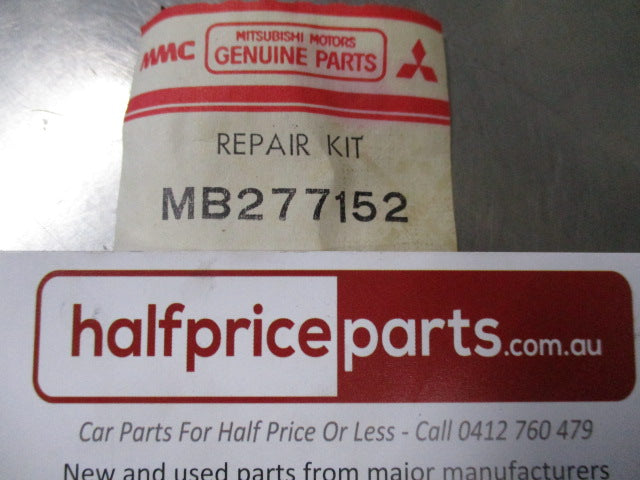 MMC
MITSUBISHI MOTORS
GENUINE PARTS
REPAIR KIT
MB277152
halfpriceparts.com.au
Car Parts For Half Price Or Less - Call 0412 760 479
New and used parts from major manufacturers